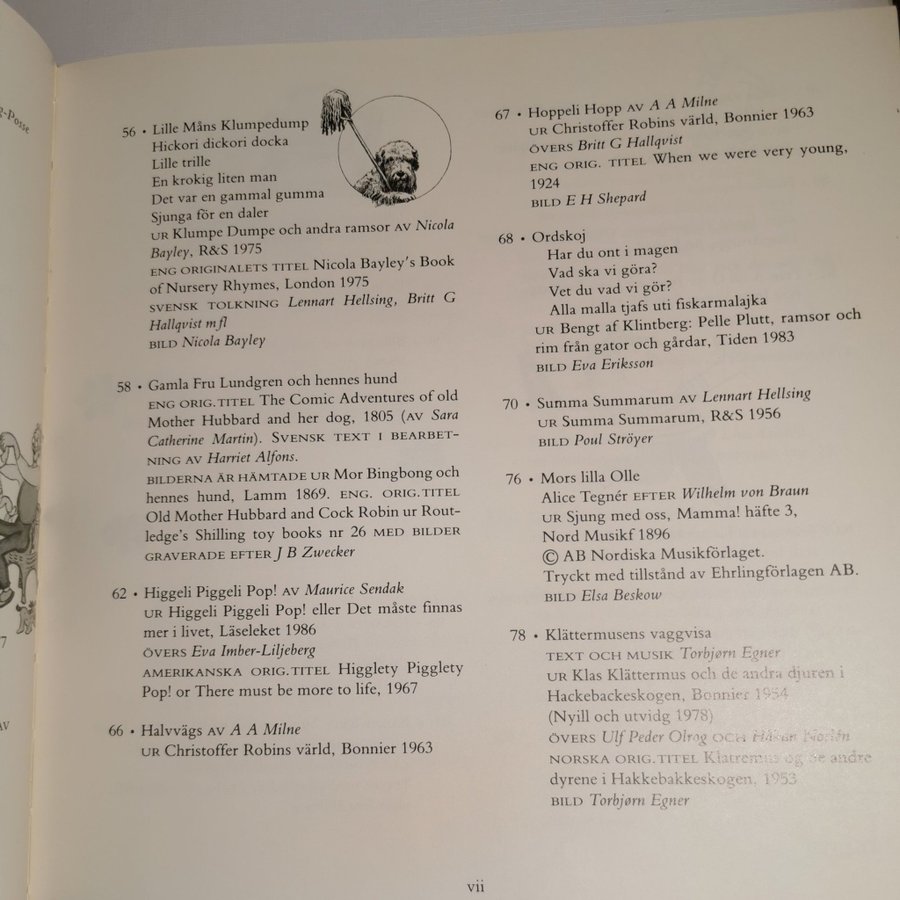 g-Posse
7
AV
56 • Lille Måns Klumpedump
Hickori dickori docka
Lille trille
En krokig liten man
Det var en gammal gumma
Sjunga för en daler
UR Klumpe Dumpe och andra ramsor AV Nicola
Bayley, R&S 1975
ENG ORIGINALETS TITEL Nicola Bayley's Book
of Nursery Rhymes, London 1975
SVENSK TOLKNING Lennart Hellsing, Britt G
Hallqvist mfl
BILD Nicola Bayley
58 • Gamla Fru Lundgren och hennes hund
ENG ORIG.TITEL The Comic Adventures of old
Mother Hubbard and her dog, 1805 (AV Sara
Catherine Martin). SVENSK TEXT I BEARBET-
NING AV Harriet Alfons.
BILDERNA ÄR HÄMTADE UR Mor Bingbong och
hennes hund, Lamm 1869. ENG. ORIG.TITEL
Old Mother Hubbard and Cock Robin ur Rout-
ledge's Shilling toy books nr 26 MED BILDER
GRAVERADE EFTER J B Zwecker
62 • Higgeli Piggeli Pop! AV Maurice Sendak
UR Higgeli Piggeli Pop! eller Det måste finnas
mer i livet, Läseleket 1986
ÖVERS Eva Imber-Liljeberg
AMERIKANSKA ORIG.TITEL Higglety Pigglety
Pop! or There must be more to life, 1967
66 • Halvvägs AV A A Milne
UR Christoffer Robins värld, Bonnier 1963
67 • Hoppeli Hopp AV A A Milne
UR Christoffer Robins värld, Bonnier 1963
ÖVERS Britt G Hallqvist
ENG ORIG. TITEL When we were very young,
1924
BILD E H Shepard
68 • Ordskoj
Har du ont i magen
Vad ska vi göra?
Vet du vad vi gör?
Alla malla tjafs uti fiskarmalajka
UR Bengt af Klintberg: Pelle Plutt, ramsor och
rim från gator och gårdar, Tiden 1983
BILD Eva Eriksson
70 • Summa Summarum AV Lennart Hellsing
UR Summa Summarum, R&S 1956
BILD Poul Ströyer
76 • Mors lilla Olle
Alice Tegnér EFTER Wilhelm von Braun
UR Sjung med oss, Mamma! häfte 3,
Nord Musikf 1896
© AB Nordiska Musikförlaget.
Tryckt med tillstånd av Ehrlingförlagen AB.
BILD Elsa Beskow
78 • Klättermusens vaggvisa
TEXT OCH MUSIK Torbjørn Egner
UR Klas Klättermus och de andra djuren i
Hackebackeskogen, Bonnier 1954
(Nyill och utvidg 1978)
ÖVERS Ulf Peder Olrog OCH Håkan Norlén
NORSKA ORIG.TITEL Klatremus og de andre
dyrene i Hakkebakkeskogen, 1953
BILD Torbjørn Egner
vii